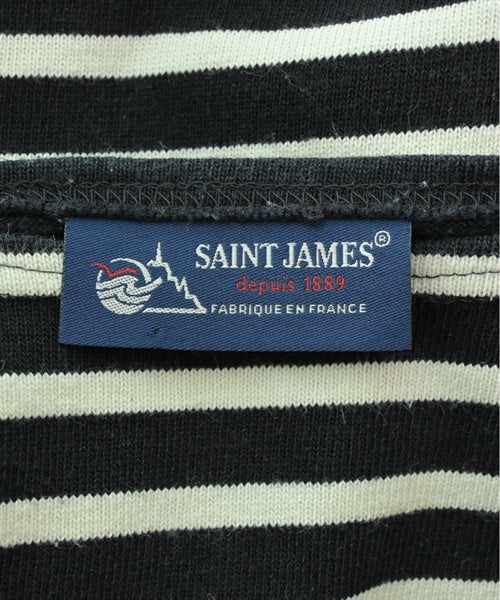 SAINT JAMES®
depuis 1889
FABRIQUE EN FRANCE